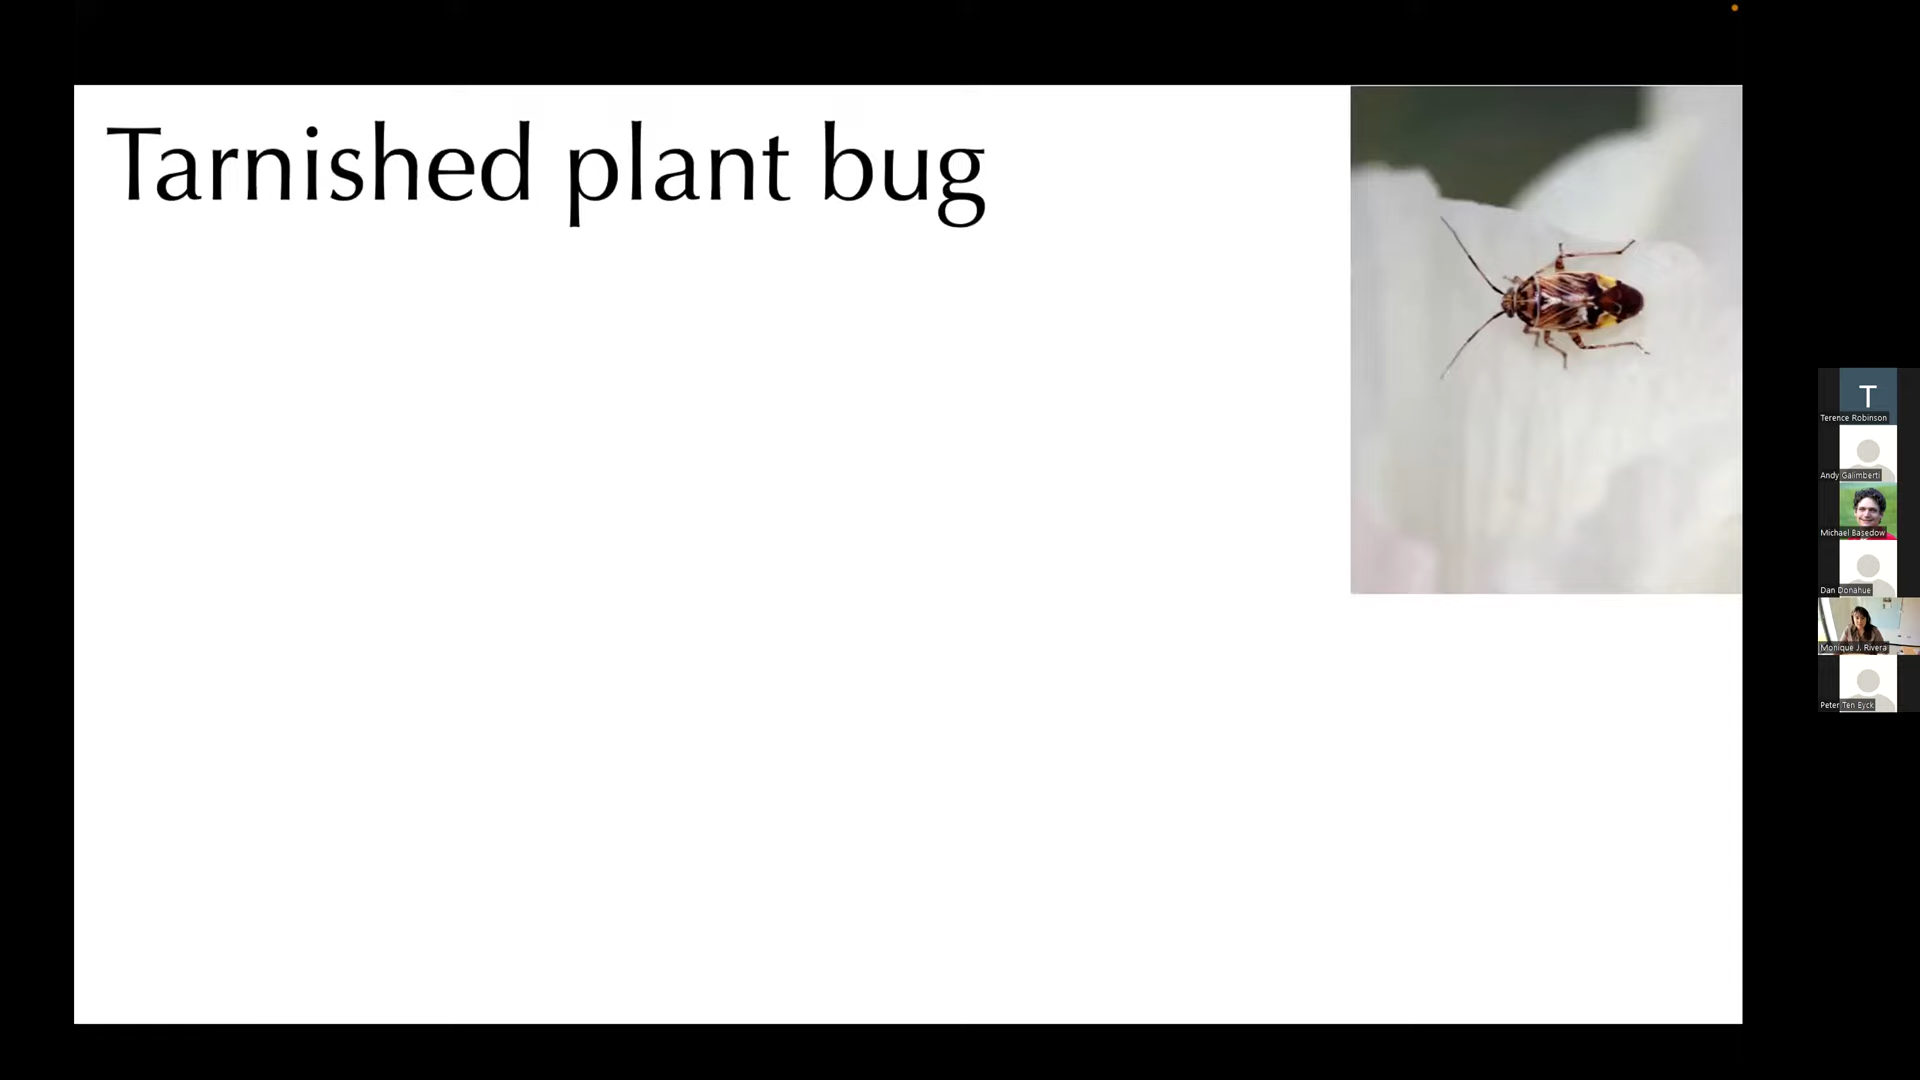 Tarnished plant bug
T
Terence Robinson
Andy Galimberti
Michael Basedow
Dan Donahue
Monique J. Rivera
Peter Ten Eyck